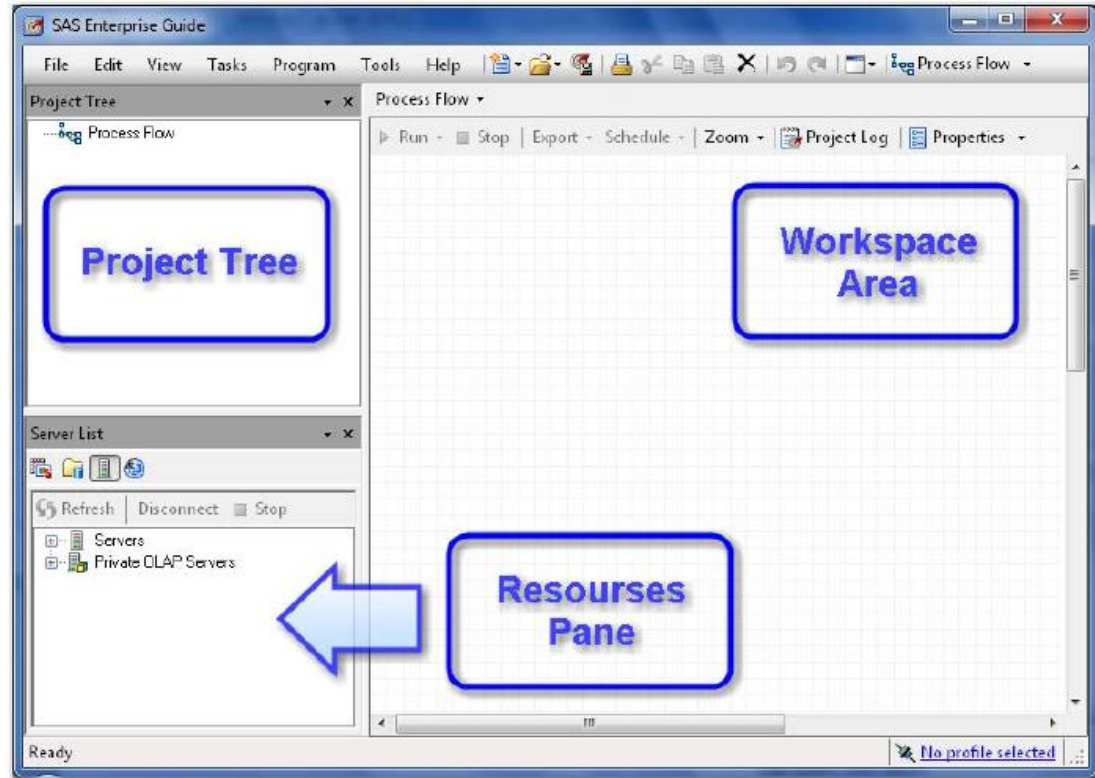 SAS Enterprise Guide
File Edit View Tasks Program Tools Help Process Flow
Project Tree
Process Flow
Process Flow
Run Stop Export Schedule Zoom Project Log Properties
Project Tree
Workspace
Area
Server List
Refresh Disconnect Stop
Servers
Private OLAP Servers
Resourses
Pane
Ready
No profile selected